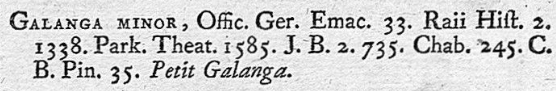 GALANGA MINOR, Offic. Ger. Emac. 33. Raii Hiſt. 2.
1338. Park. Theat. 1585. J. B. 2. 735. Chab. 245. C.
B. Pin. 35. Petit Galanga.